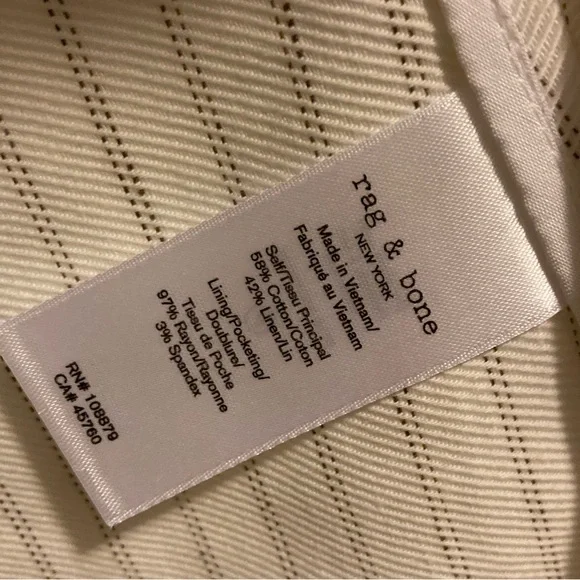 rag & bone
NEW YORK
Made in Vietnam/
Fabriqué au Vietnam
Self/Tissu Principal
58% Cotton/Coton
42% Linen/Lin
Lining/Pocketing/
Doublure/
Tissu de Poche
97% Rayon/Rayonne
3% Spandex
RN# 108879
CA# 45760